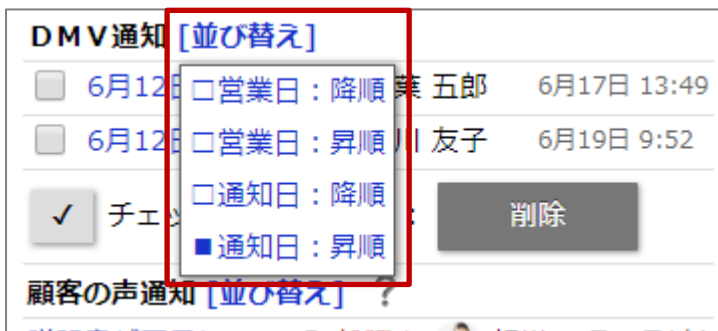 DMV通知 [並び替え]
6月12 葉 五郎 6月17日 13:49
6月12 川 友子 6月19日 9:52
□営業日：降順
□営業日：昇順
□通知日：降順
■通知日：昇順
✓ チェッ : 削除
顧客の声通知 [並び替え] ?